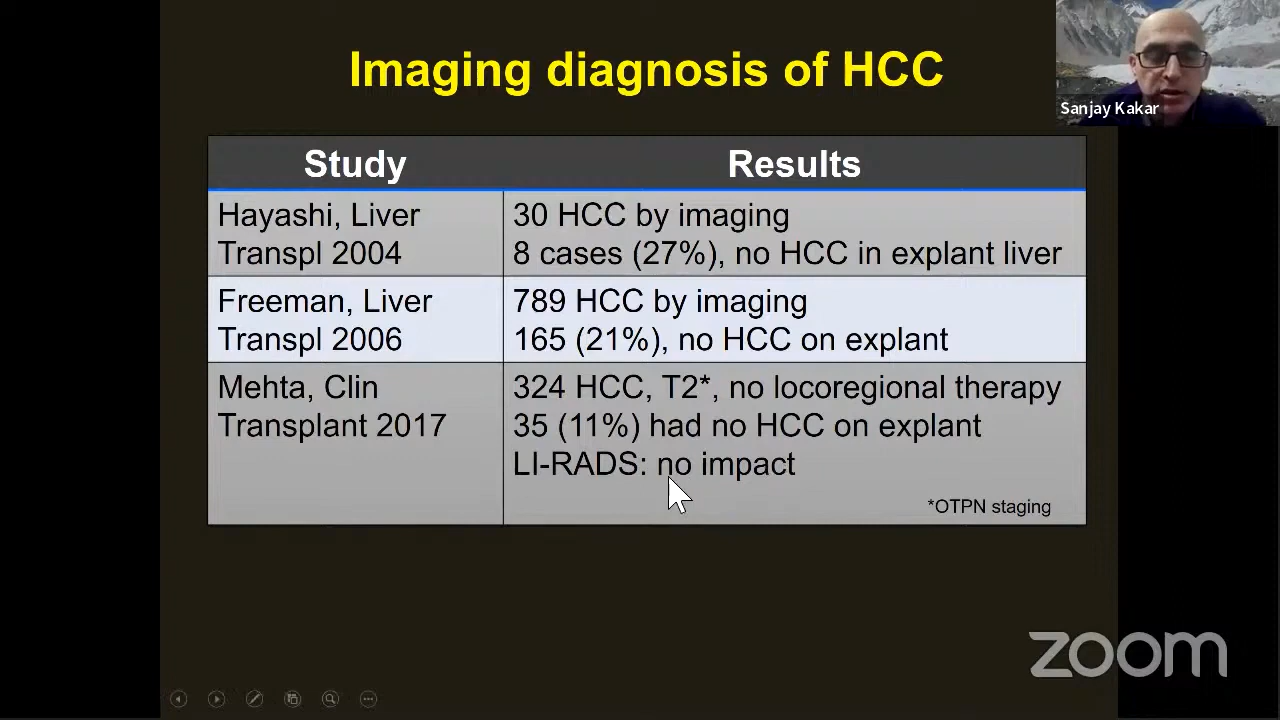 Imaging diagnosis of HCC
Sanjay Kakar
Study
Results
Hayashi, Liver
Transpl 2004
30 HCC by imaging
8 cases (27%), no HCC in explant liver
Freeman, Liver
Transpl 2006
789 HCC by imaging
165 (21%), no HCC on explant
Mehta, Clin
Transplant 2017
324 HCC, T2*, no locoregional therapy
35 (11%) had no HCC on explant
LI-RADS: no impact
*OTPN staging
zoom